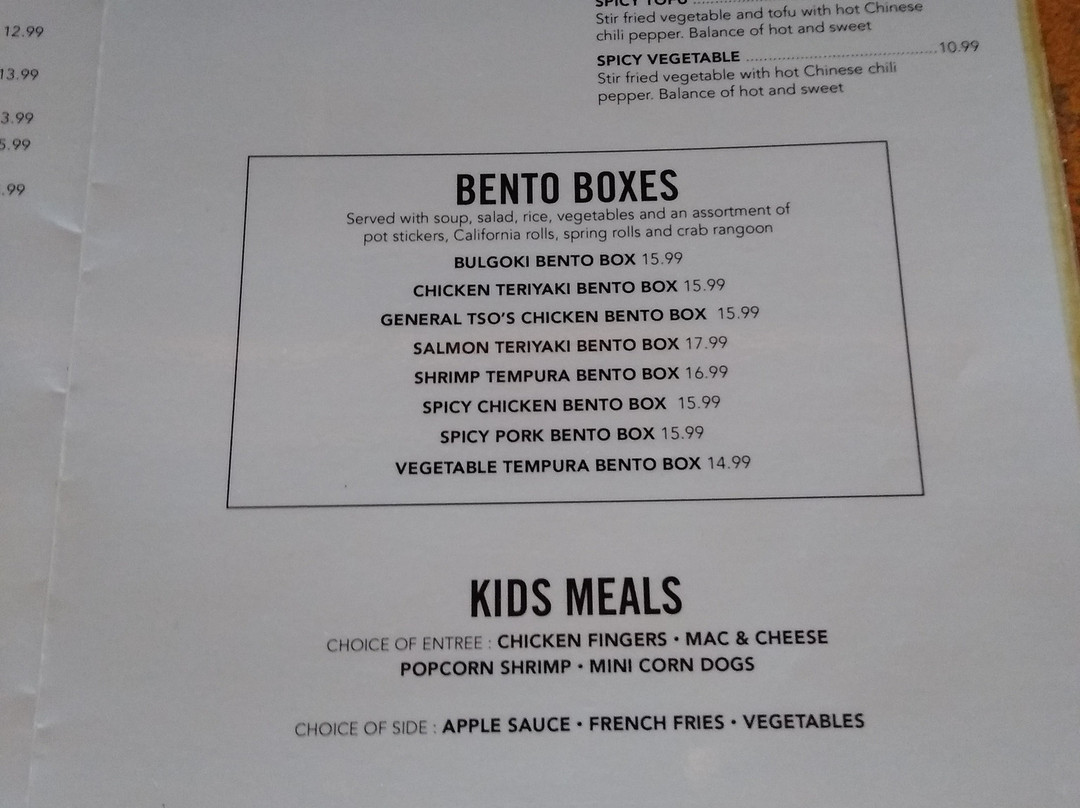 12.99
13.99
3.99
5.99
.99
SPICY TOFU
Stir fried vegetable and tofu with hot Chinese
chili pepper. Balance of hot and sweet
SPICY VEGETABLE ........................................10.99
Stir fried vegetable with hot Chinese chili
pepper. Balance of hot and sweet
BENTO BOXES
Served with soup, salad, rice, vegetables and an assortment of
pot stickers, California rolls, spring rolls and crab rangoon
BULGOKI BENTO BOX 15.99
CHICKEN TERIYAKI BENTO BOX 15.99
GENERAL TSO'S CHICKEN BENTO BOX 15.99
SALMON TERIYAKI BENTO BOX 17.99
SHRIMP TEMPURA BENTO BOX 16.99
SPICY CHICKEN BENTO BOX 15.99
SPICY PORK BENTO BOX 15.99
VEGETABLE TEMPURA BENTO BOX 14.99
KIDS MEALS
CHOICE OF ENTREE : CHICKEN FINGERS • MAC & CHEESE
POPCORN SHRIMP • MINI CORN DOGS
CHOICE OF SIDE : APPLE SAUCE • FRENCH FRIES • VEGETABLES